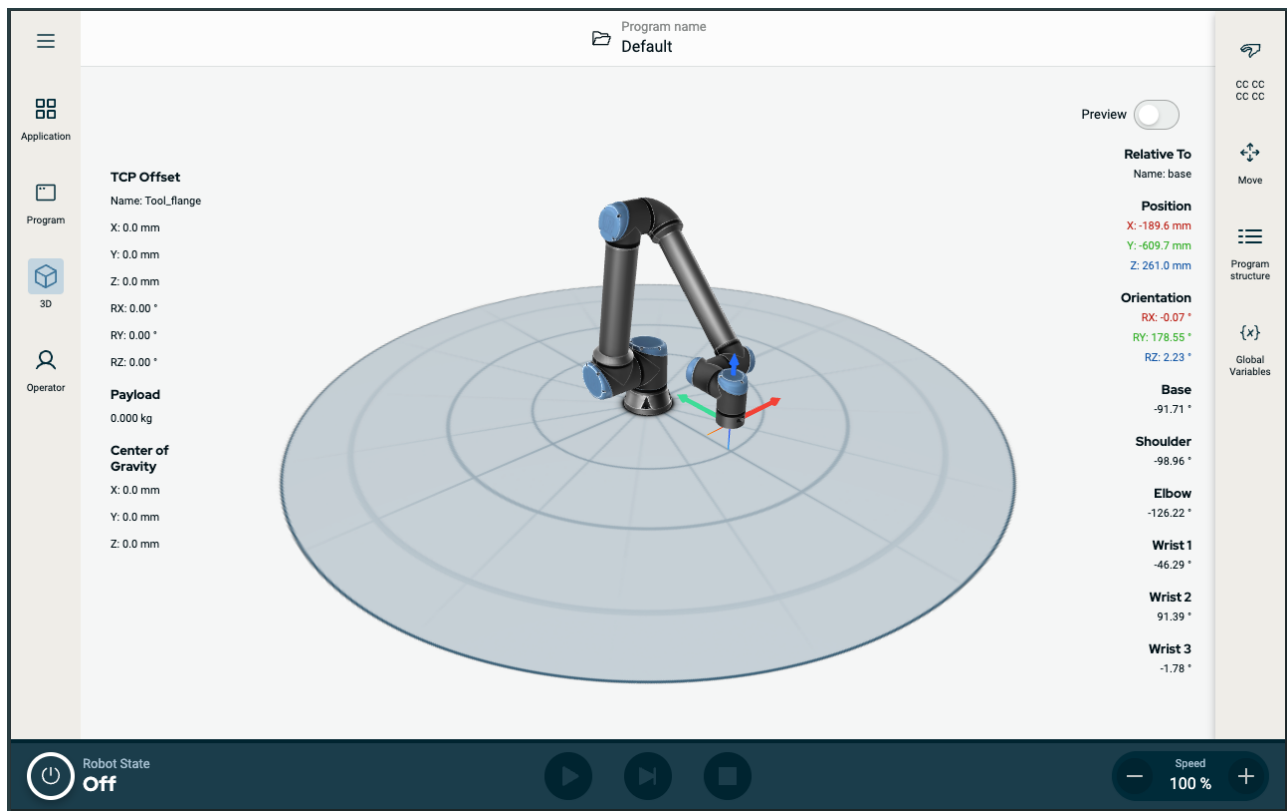 Program name
Default
Application
Program
3D
Operator
TCP Offset
Name: Tool_flange
X: 0.0 mm
Y: 0.0 mm
Z: 0.0 mm
RX: 0.00 °
RY: 0.00 °
RZ: 0.00 °
Payload
0.000 kg
Center of
Gravity
X: 0.0 mm
Y: 0.0 mm
Z: 0.0 mm
Preview
Relative To
Name: base
Position
X: -189.6 mm
Y: -609.7 mm
Z: 261.0 mm
Orientation
RX: -0.07 °
RY: 178.55 °
RZ: 2.23 °
Base
-91.71 °
Shoulder
-98.96 °
Elbow
-126.22 °
Wrist 1
-46.29 °
Wrist 2
91.39 °
Wrist 3
-1.78 °
CC CC
CC CC
Move
Program
structure
{x}
Global
Variables
Robot State
Off
Speed
100 %